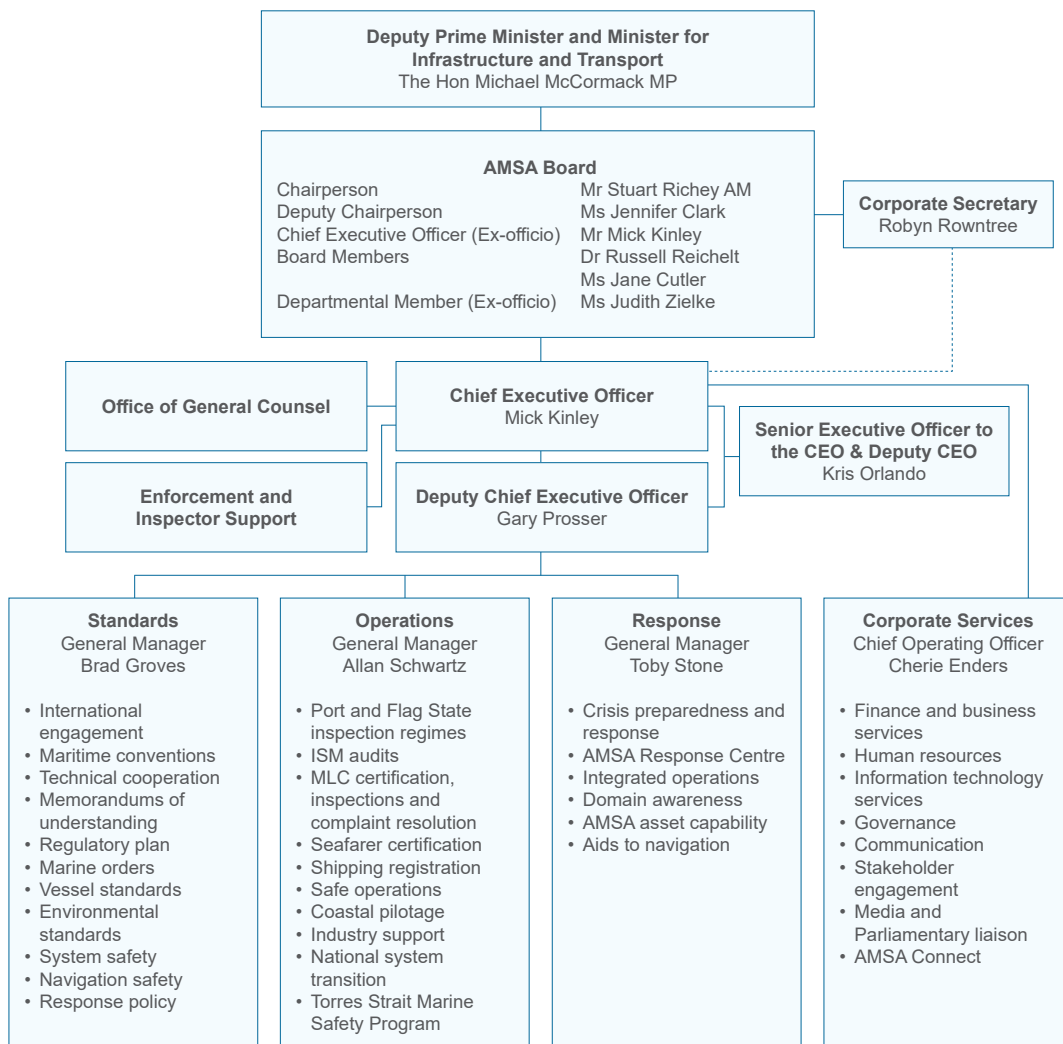 Deputy Prime Minister and Minister for
Infrastructure and Transport
The Hon Michael McCormack MP
AMSA Board
Chairperson Mr Stuart Richey AM
Deputy Chairperson Ms Jennifer Clark
Chief Executive Officer (Ex-officio) Mr Mick Kinley
Board Members Dr Russell Reichelt
Ms Jane Cutler
Departmental Member (Ex-officio) Ms Judith Zielke
Corporate Secretary
Robyn Rowntree
Office of General Counsel
Chief Executive Officer
Mick Kinley
Senior Executive Officer to
the CEO & Deputy CEO
Kris Orlando
Enforcement and
Inspector Support
Deputy Chief Executive Officer
Gary Prosser
Standards
General Manager
Brad Groves
• International
engagement
• Maritime conventions
• Technical cooperation
• Memorandums of
understanding
• Regulatory plan
• Marine orders
• Vessel standards
• Environmental
standards
• System safety
• Navigation safety
• Response policy
Operations
General Manager
Allan Schwartz
• Port and Flag State
inspection regimes
• ISM audits
• MLC certification,
inspections and
complaint resolution
• Seafarer certification
• Shipping registration
• Safe operations
• Coastal pilotage
• Industry support
• National system
transition
• Torres Strait Marine
Safety Program
Response
General Manager
Toby Stone
• Crisis preparedness and
response
• AMSA Response Centre
• Integrated operations
• Domain awareness
• AMSA asset capability
• Aids to navigation
Corporate Services
Chief Operating Officer
Cherie Enders
• Finance and business
services
• Human resources
• Information technology
services
• Governance
• Communication
• Stakeholder
engagement
• Media and
Parliamentary liaison
• AMSA Connect